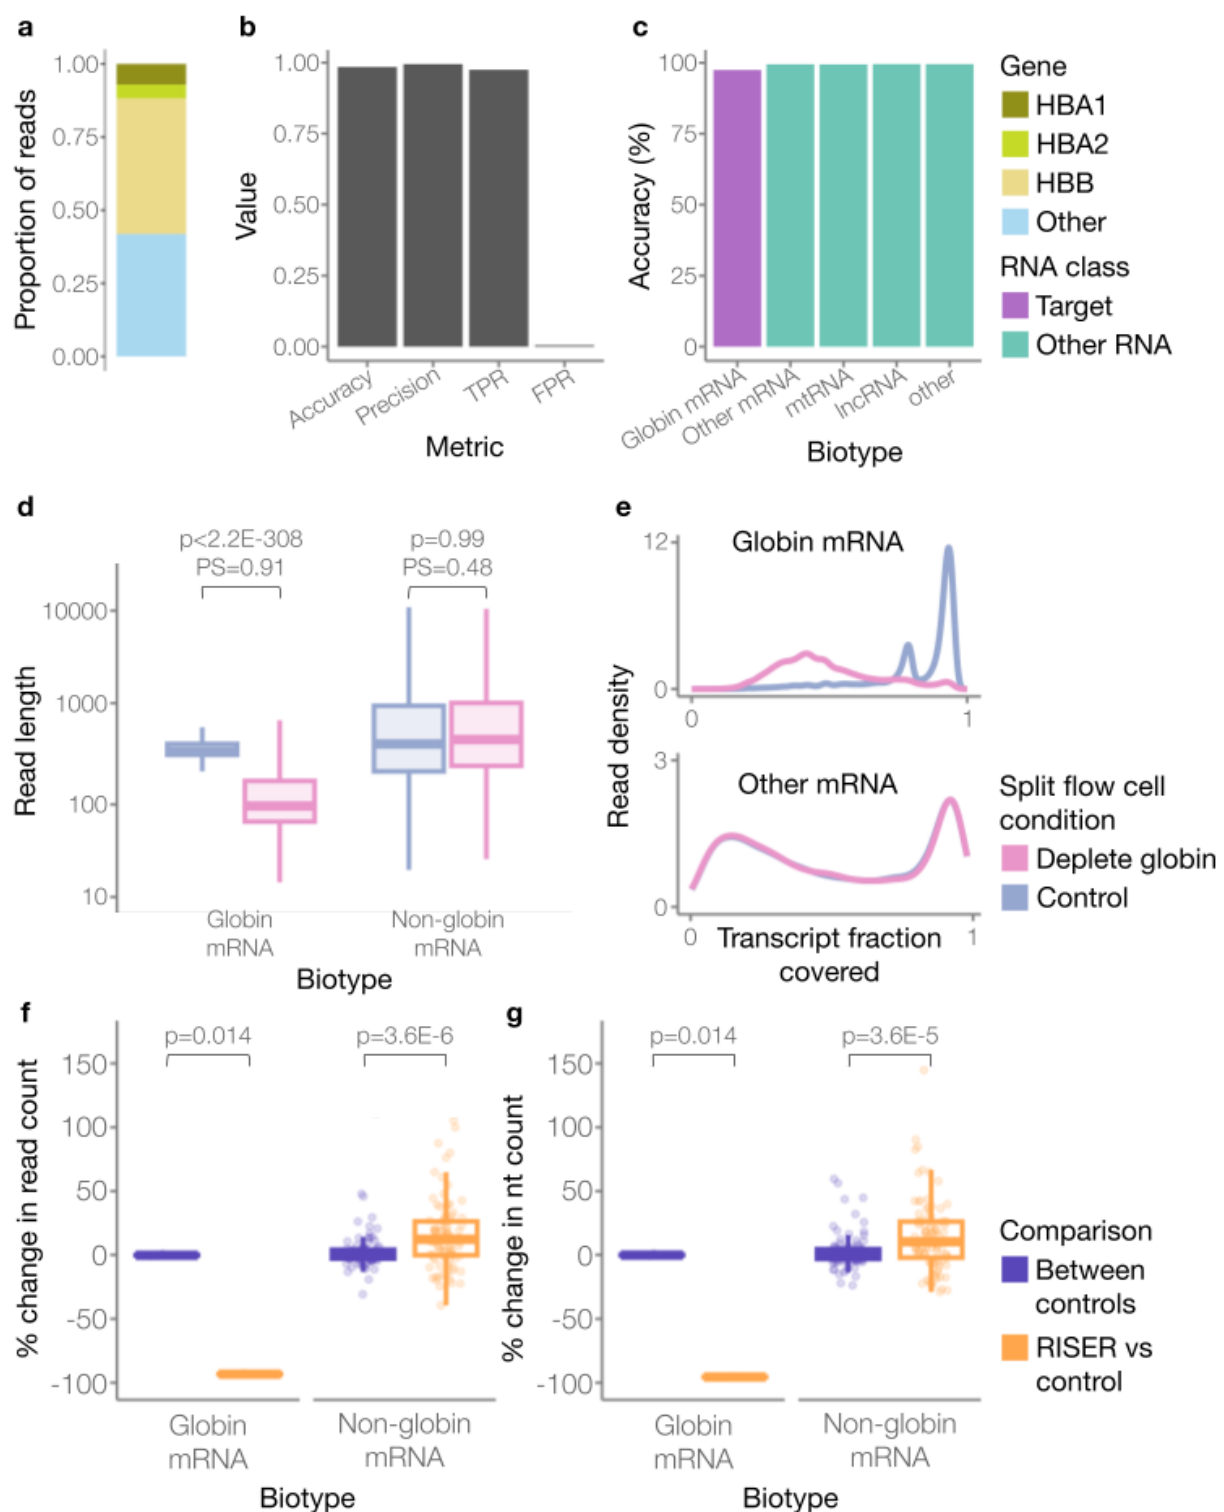 a
1.00
0.75
0.50
0.25
0.00
Proportion of reads
b
1.00
0.75
0.50
0.25
0.00
Value
Accuracy
Precision
TPR
FPR
Metric
c
100
75
50
25
0
Accuracy (%)
Globin mRNA
Other mRNA
mtRNA
lncRNA
other
Biotype
Gene
HBA1
HBA2
HBB
Other
RNA class
Target
Other RNA
d
p<2.2E-308
PS=0.91
p=0.99
PS=0.48
10000
1000
100
10
Read length
Globin
mRNA
Non-globin
mRNA
Biotype
e
Globin mRNA
12
0
0
1
Read density
Other mRNA
3
0
0
1
Transcript fraction
covered
Split flow cell
condition
Deplete globin
Control
f
p=0.014
p=3.6E-6
150
100
50
0
-50
-100
% change in read count
Globin
mRNA
Non-globin
mRNA
Biotype
g
p=0.014
p=3.6E-5
150
100
50
0
-50
-100
% change in nt count
Globin
mRNA
Non-globin
mRNA
Biotype
Comparison
Between
controls
RISER vs
control